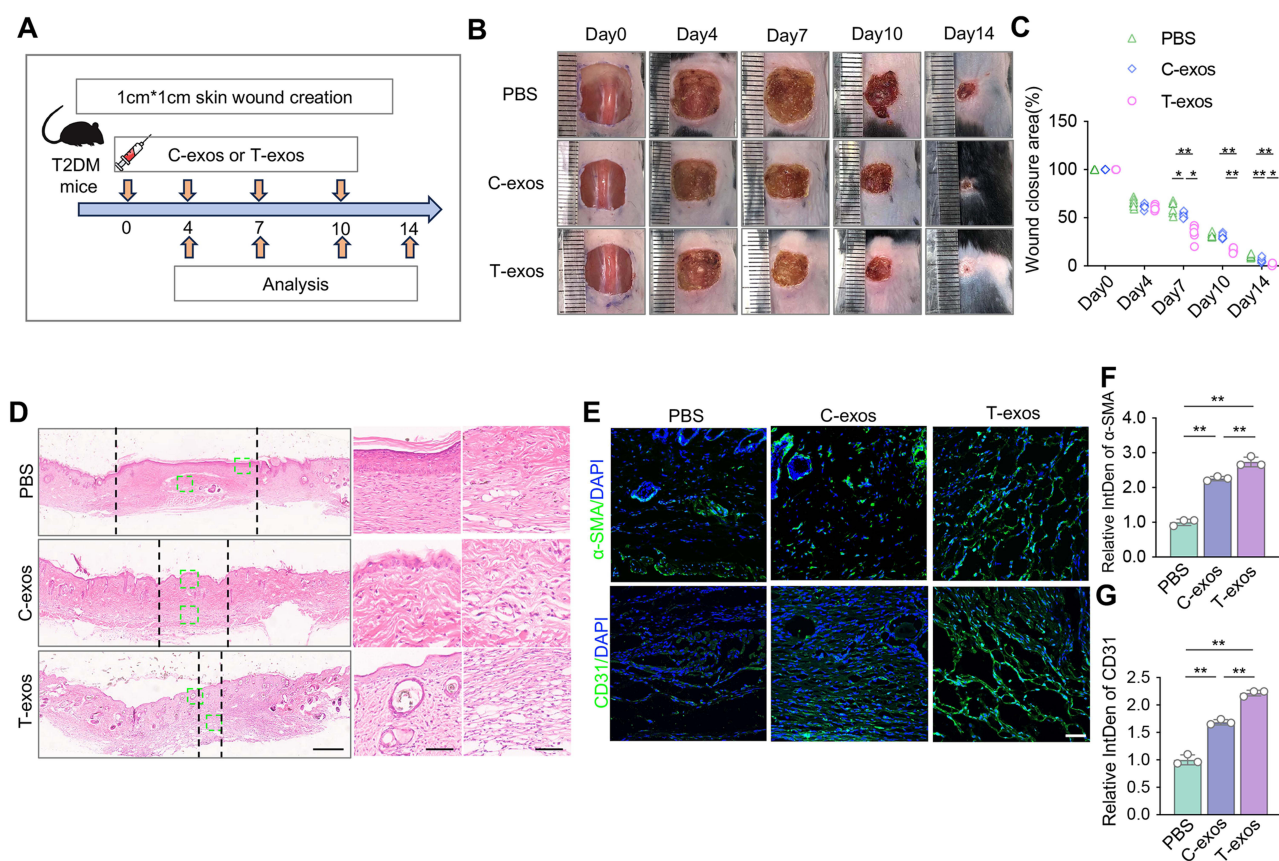 A
1cm*1cm skin wound creation
T2DM
mice
C-exos or T-exos
0
4
7
10
14
Analysis
B
Day0 Day4 Day7 Day10 Day14
PBS
C-exos
T-exos
C
PBS
C-exos
T-exos
Wound closure area(%)
150
100
50
0
** ** **
* * ** ** *
Day0 Day4 Day7 Day10 Day14
D
PBS
C-exos
T-exos
E
PBS C-exos T-exos
α-SMA/DAPI
CD31/DAPI
F
Relative IntDen of α-SMA
4.0
3.0
2.0
1.0
0.0
**
** **
PBS C-exos T-exos
G
Relative IntDen of CD31
2.5
2.0
1.5
1.0
0.0
**
** **
PBS C-exos T-exos